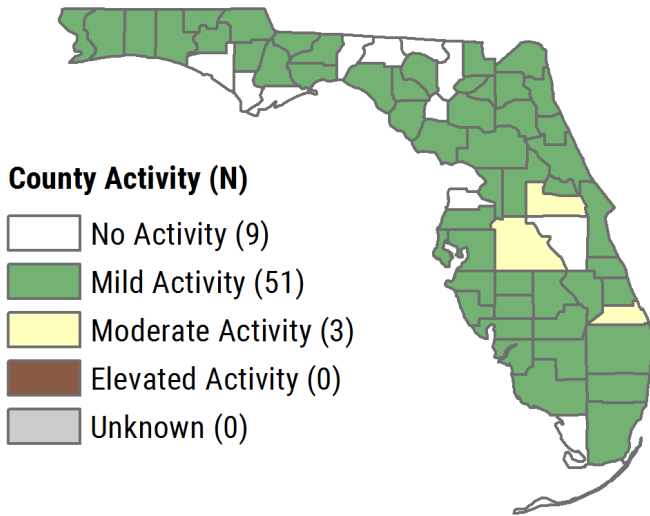 County Activity (N)
No Activity (9)
Mild Activity (51)
Moderate Activity (3)
Elevated Activity (0)
Unknown (0)